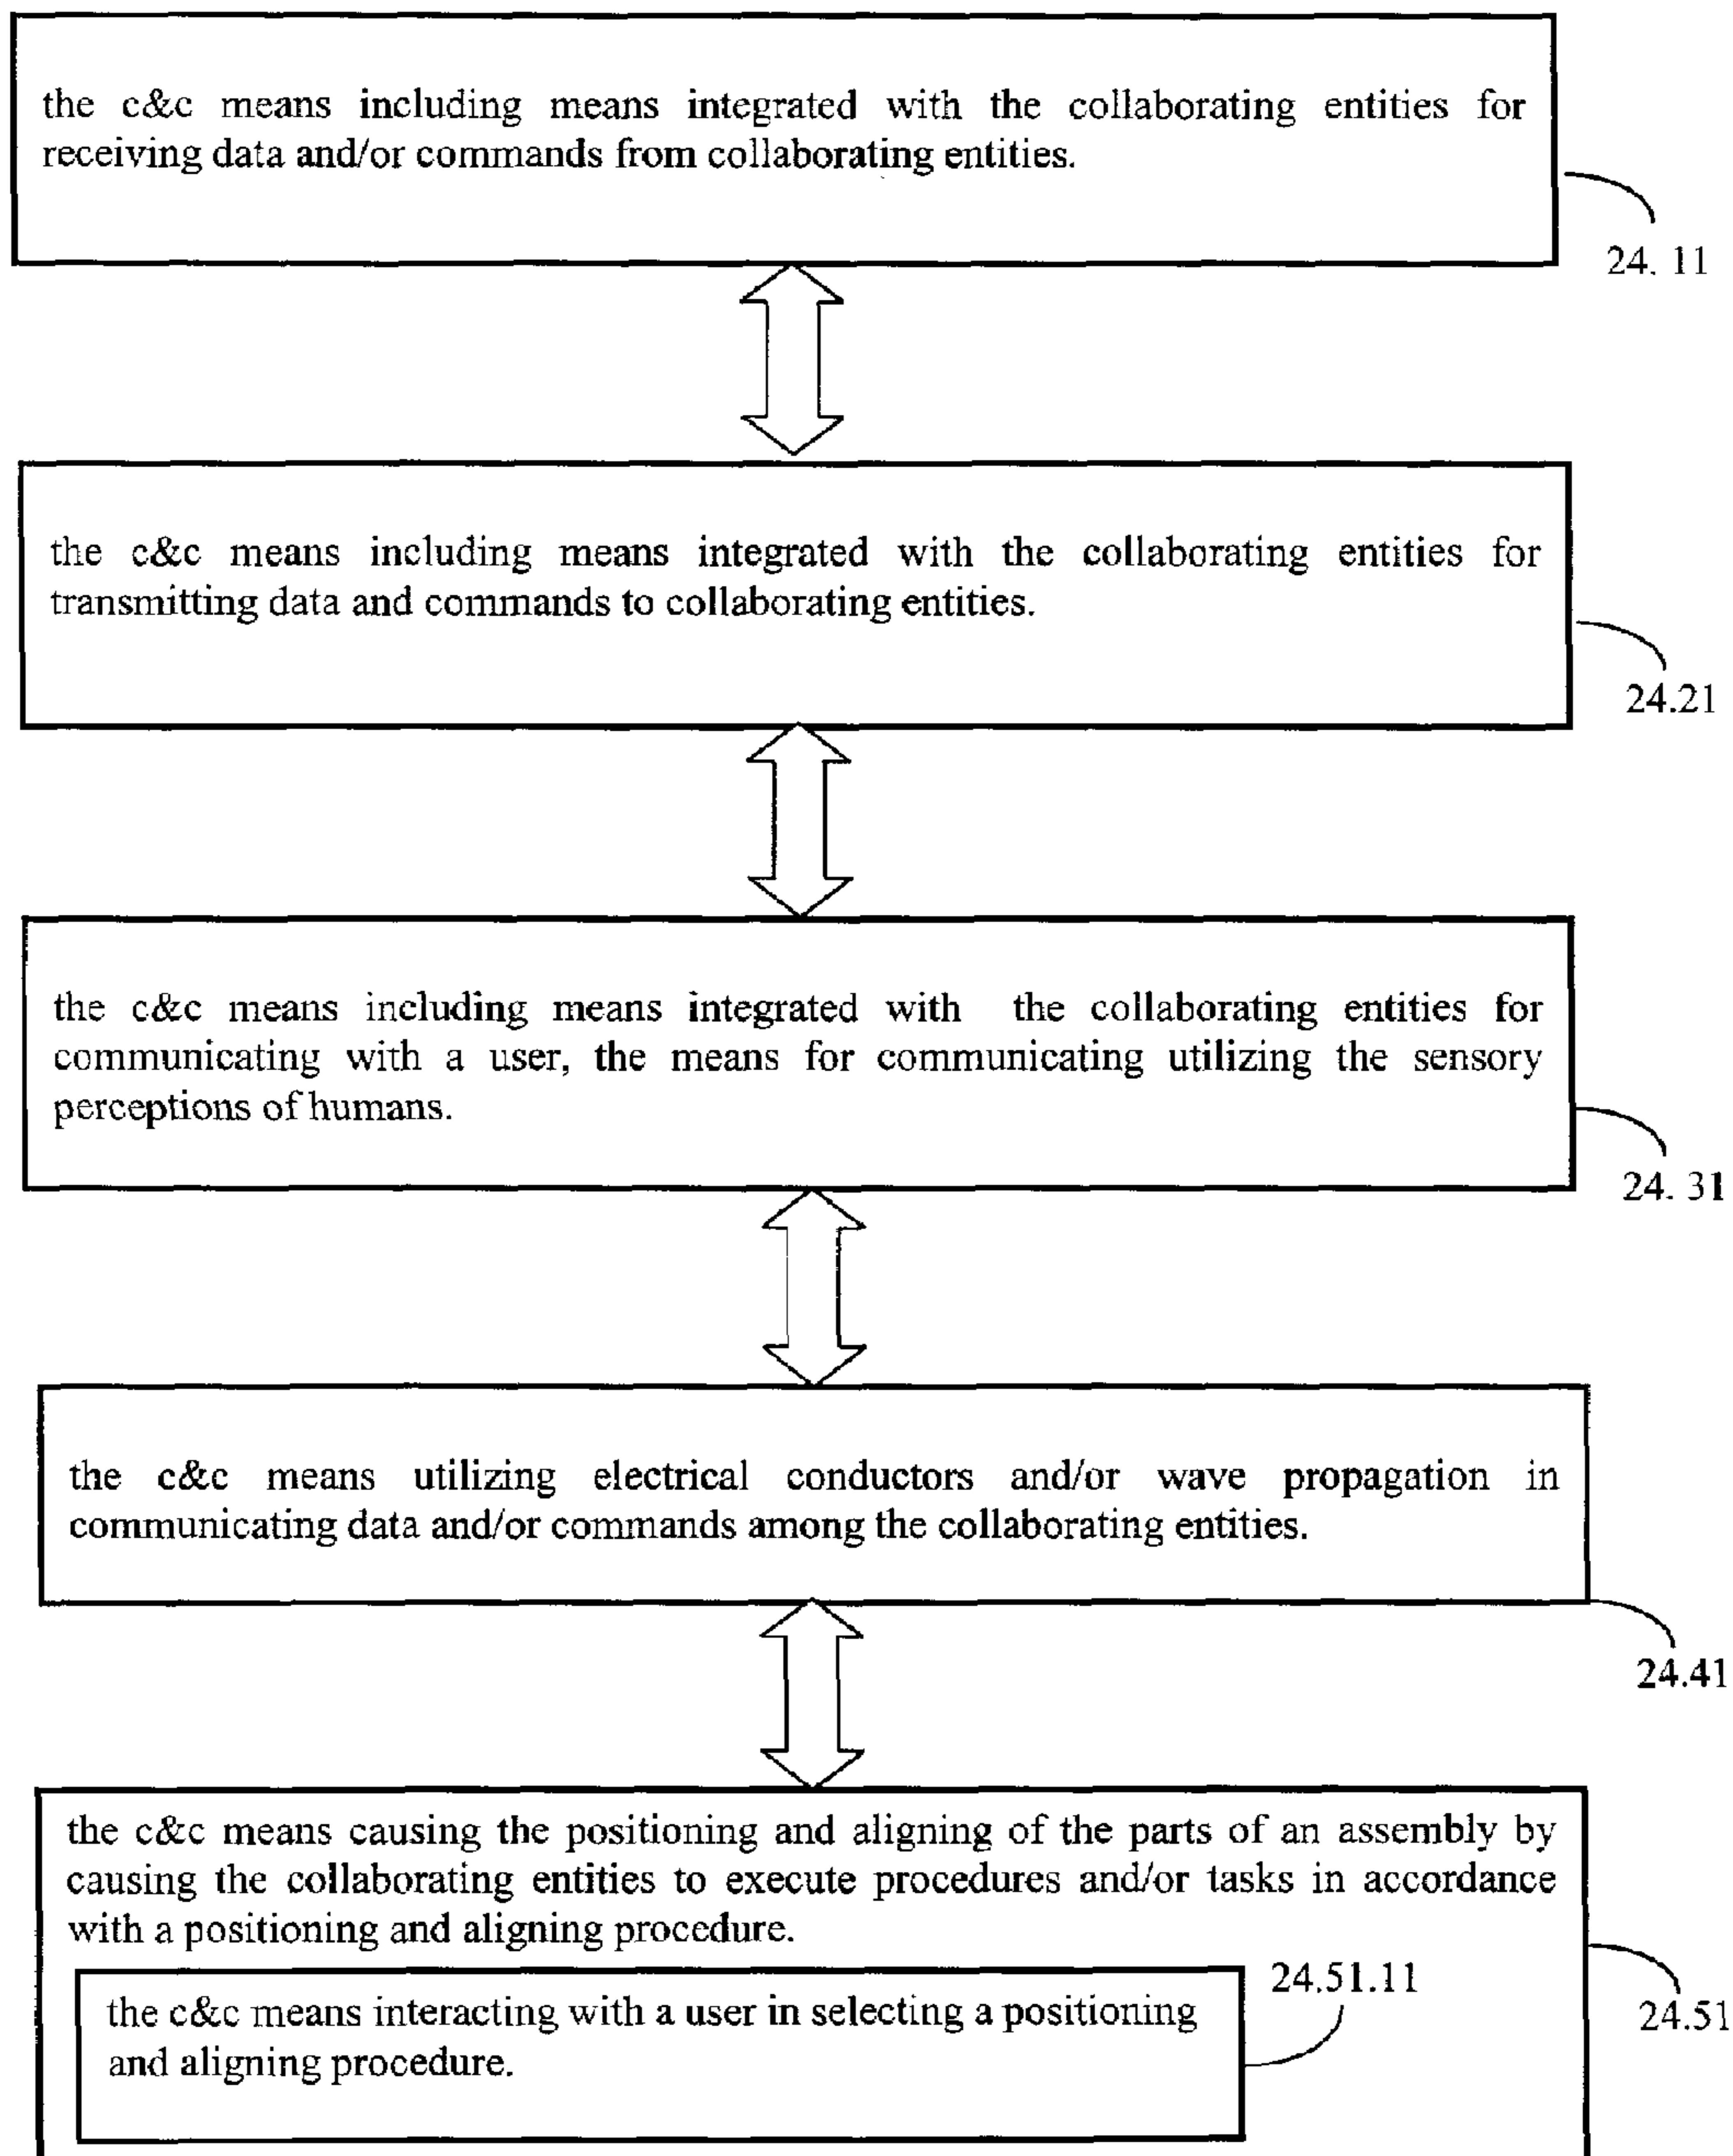 the c&c means including means integrated with the collaborating entities for
receiving data and/or commands from collaborating entities.
24. 11
the c&c means including means integrated with the collaborating entities for
transmitting data and commands to collaborating entities.
24.21
the c&c means including means integrated with the collaborating entities for
communicating with a user, the means for communicating utilizing the sensory
perceptions of humans.
24. 31
the c&c means utilizing electrical conductors and/or wave propagation in
communicating data and/or commands among the collaborating entities.
24.41
the c&c means causing the positioning and aligning of the parts of an assembly by
causing the collaborating entities to execute procedures and/or tasks in accordance
with a positioning and aligning procedure.
24.51
24.51.11
the c&c means interacting with a user in selecting a positioning
and aligning procedure.